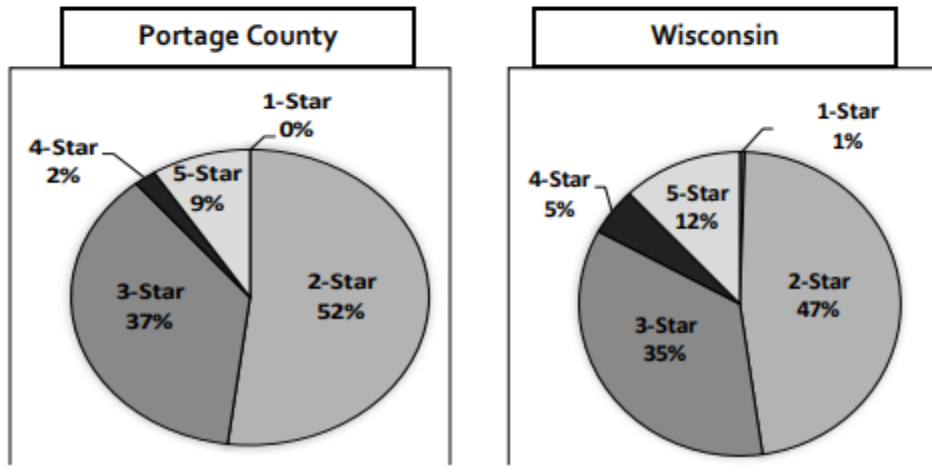 Portage County
1-Star
0%
4-Star
2%
5-Star
9%
3-Star
37%
2-Star
52%
Wisconsin
1-Star
1%
4-Star
5%
5-Star
12%
2-Star
47%
3-Star
35%